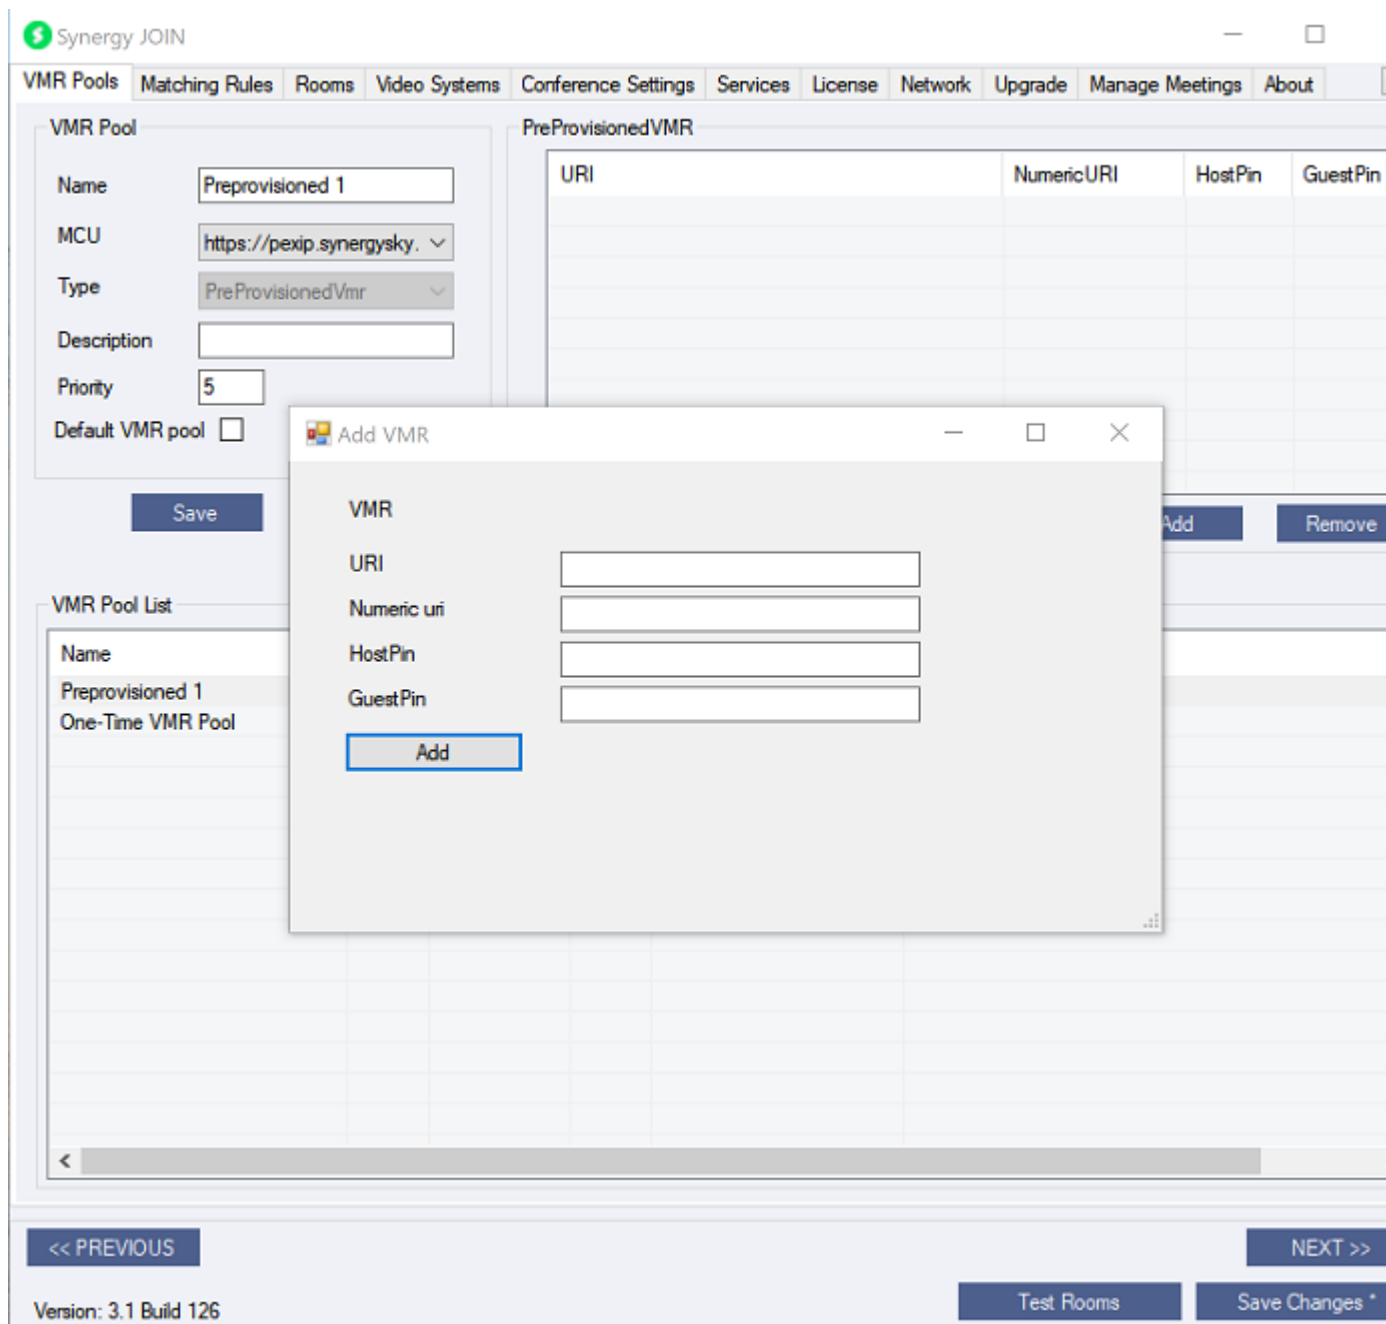 Synergy JOIN
VMR Pools Matching Rules Rooms Video Systems Conference Settings Services License Network Upgrade Manage Meetings About
VMR Pool
Name Preprovisioned 1
MCU https://pexip.synergysky.
Type PreProvisionedVmr
Description
Priority 5
Default VMR pool
Save
PreProvisionedVMR
URI NumericURI HostPin GuestPin
Add Remove
Add VMR
VMR
URI
Numeric uri
HostPin
GuestPin
Add
VMR Pool List
Name
Preprovisioned 1
One-Time VMR Pool
<< PREVIOUS NEXT >>
Version: 3.1 Build 126
Test Rooms Save Changes *